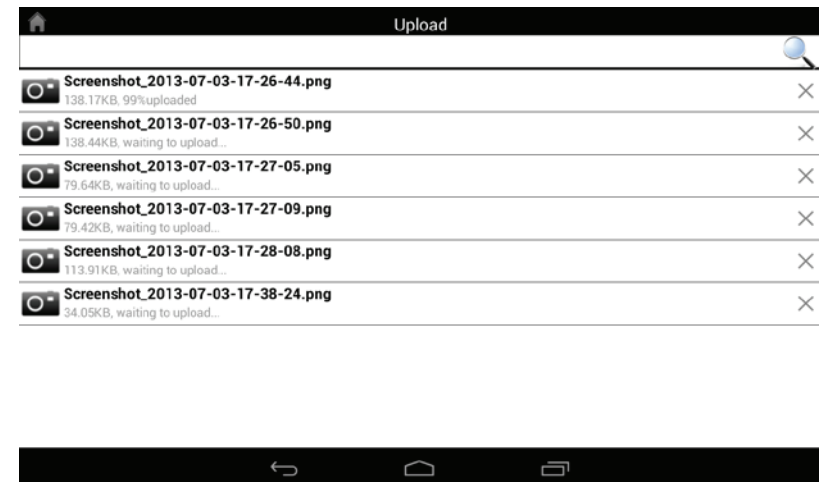 Upload
Screenshot_2013-07-03-17-26-44.png
138.17KB, 99%uploaded
Screenshot_2013-07-03-17-26-50.png
138.44KB, waiting to upload...
Screenshot_2013-07-03-17-27-05.png
79.64KB, waiting to upload...
Screenshot_2013-07-03-17-27-09.png
79.42KB, waiting to upload...
Screenshot_2013-07-03-17-28-08.png
113.91KB, waiting to upload...
Screenshot_2013-07-03-17-38-24.png
34.05KB, waiting to upload...